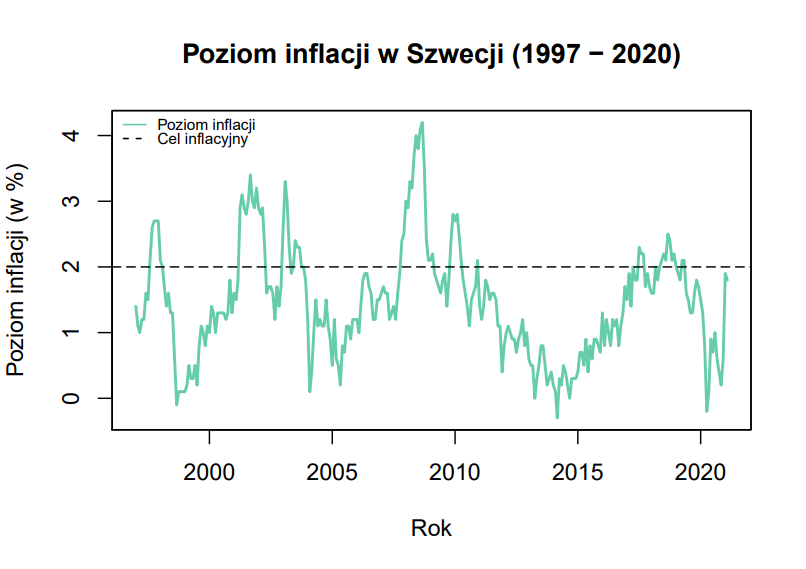 Poziom inflacji w Szwecji (1997 − 2020)
Poziom inflacji
Cel inflacyjny
Poziom inflacji (w %)
4
3
2
1
0
2000 2005 2010 2015 2020
Rok